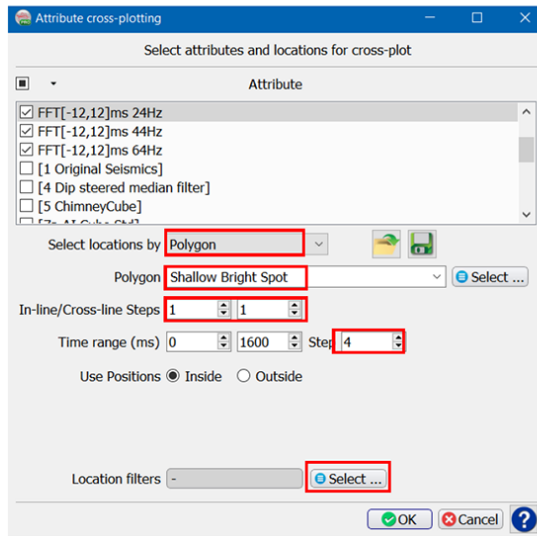 Attribute cross-plotting
Select attributes and locations for cross-plot
Attribute
FFT[-12,12]ms 24Hz
FFT[-12,12]ms 44Hz
FFT[-12,12]ms 64Hz
[1 Original Seismics]
[4 Dip steered median filter]
[5 ChimneyCube]
Select locations by Polygon
Polygon Shallow Bright Spot Select ...
In-line/Cross-line Steps 1 1
Time range (ms) 0 1600 Step 4
Use Positions Inside Outside
Location filters - Select ...
OK Cancel ?